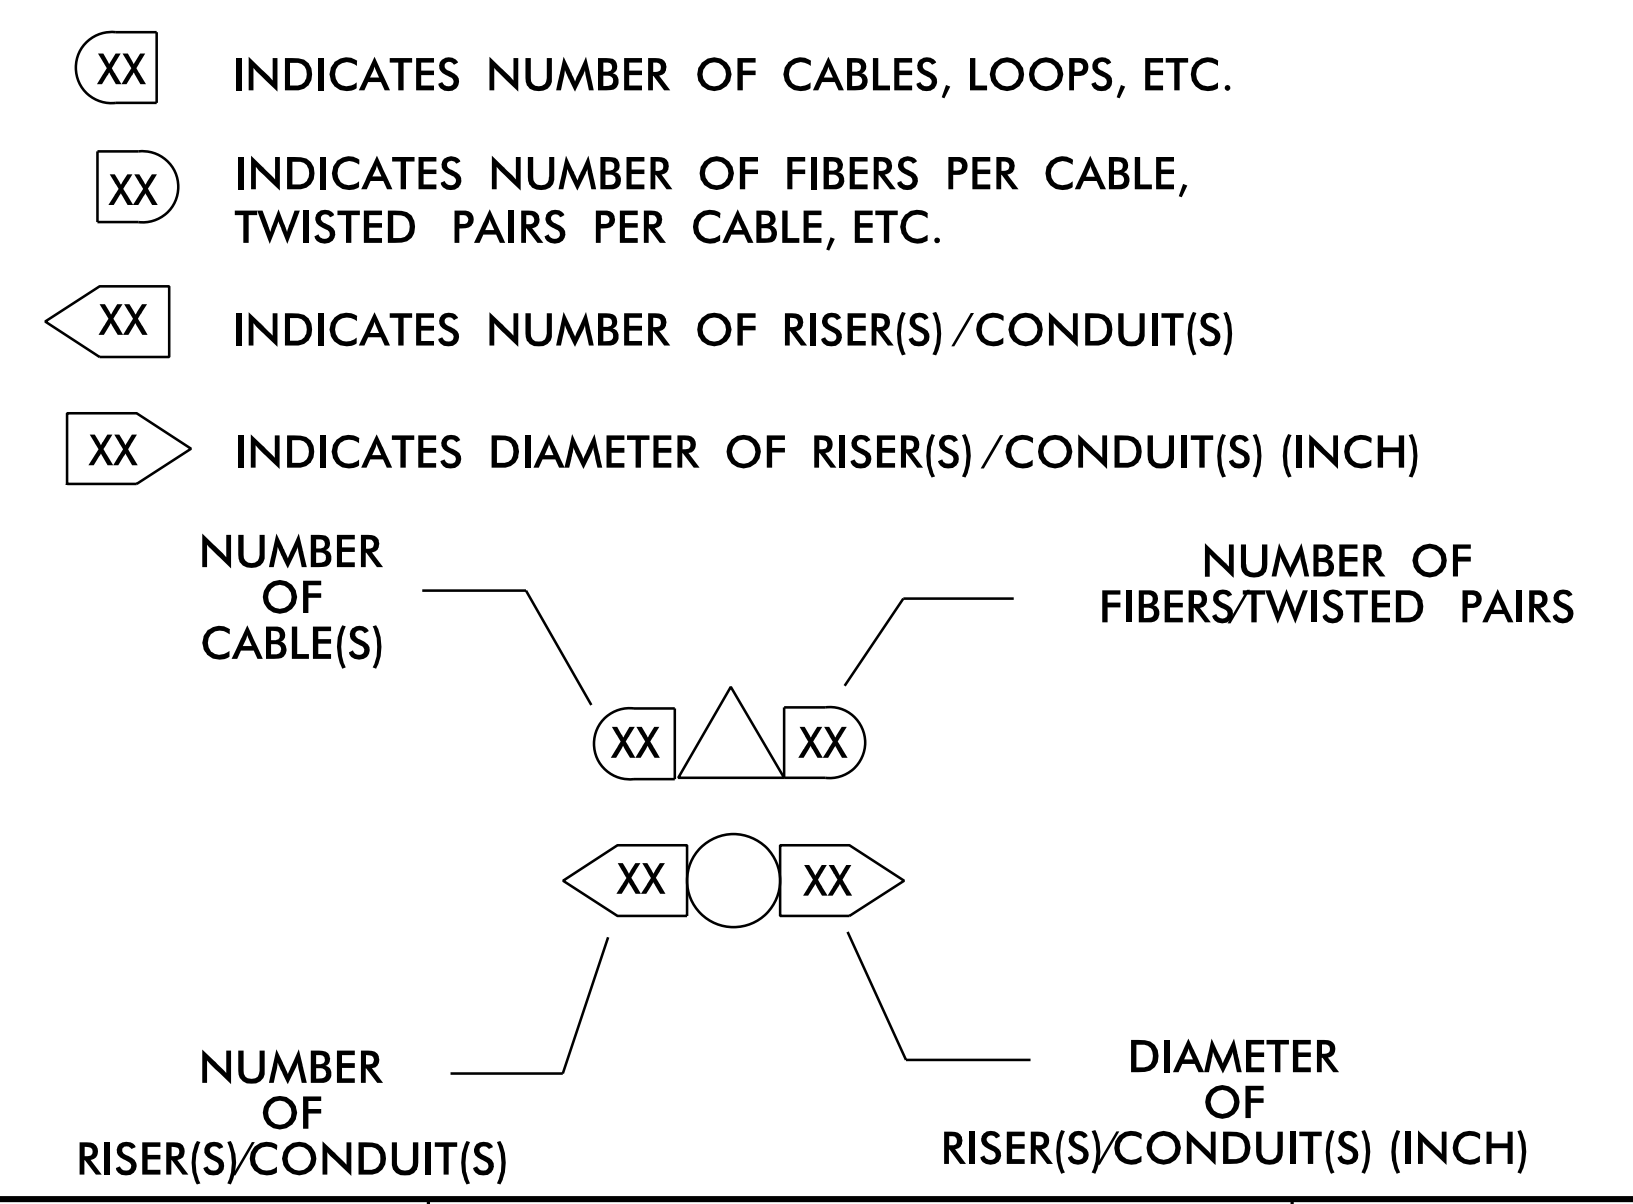 XX INDICATES NUMBER OF CABLES, LOOPS, ETC.
XX INDICATES NUMBER OF FIBERS PER CABLE,
TWISTED PAIRS PER CABLE, ETC.
XX INDICATES NUMBER OF RISER(S)/CONDUIT(S)
XX INDICATES DIAMETER OF RISER(S)/CONDUIT(S) (INCH)
NUMBER
OF
CABLE(S)
NUMBER OF
FIBERS/TWISTED PAIRS
XX XX
XX XX
NUMBER
OF
RISER(S)/CONDUIT(S)
DIAMETER
OF
RISER(S)/CONDUIT(S) (INCH)